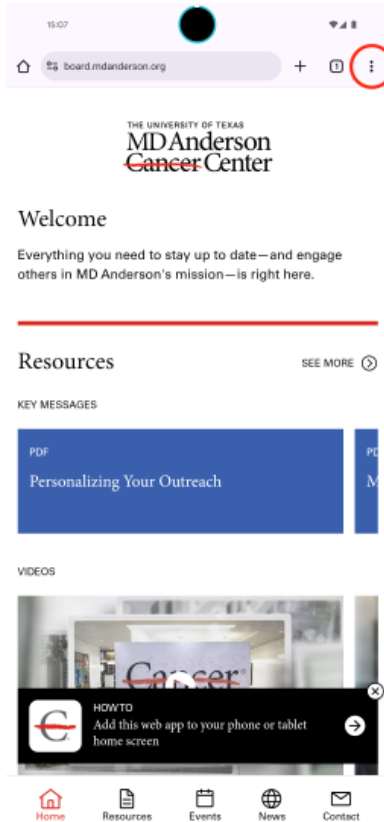 15:07
board.mdanderson.org
1
THE UNIVERSITY OF TEXAS
MD Anderson
Cancer Center
Welcome
Everything you need to stay up to date—and engage
others in MD Anderson's mission—is right here.
Resources
SEE MORE
KEY MESSAGES
PDF
Personalizing Your Outreach
PD
M
VIDEOS
Cancer
C
HOW TO
Add this web app to your phone or tablet
home screen
Home
Resources
Events
News
Contact